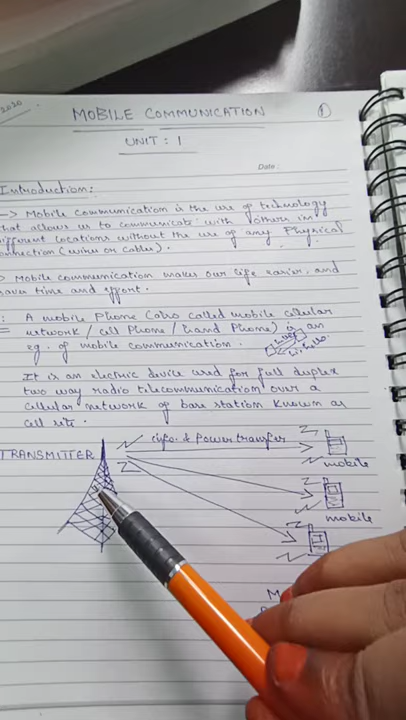 2020
MOBILE COMMUNICATION
1
UNIT : 1
Date :
Introduction:
-> Mobile communication is the use of technology
that allows us to communicate with others in
different locations without the use of any Physical
connection (wires or cables).
> Mobile communication makes our life easier, and
saves time and effort.
: A mobile Phone (also called mobile cellular
network / cell Phone / hand Phone) is an
eg. of mobile communication.
It is an electric device used for full duplex
two way radio telecommunication over a
cellular network of base station known as
cell site.
TRANSMITTER
info. & power transfer
mobile
mobile
M